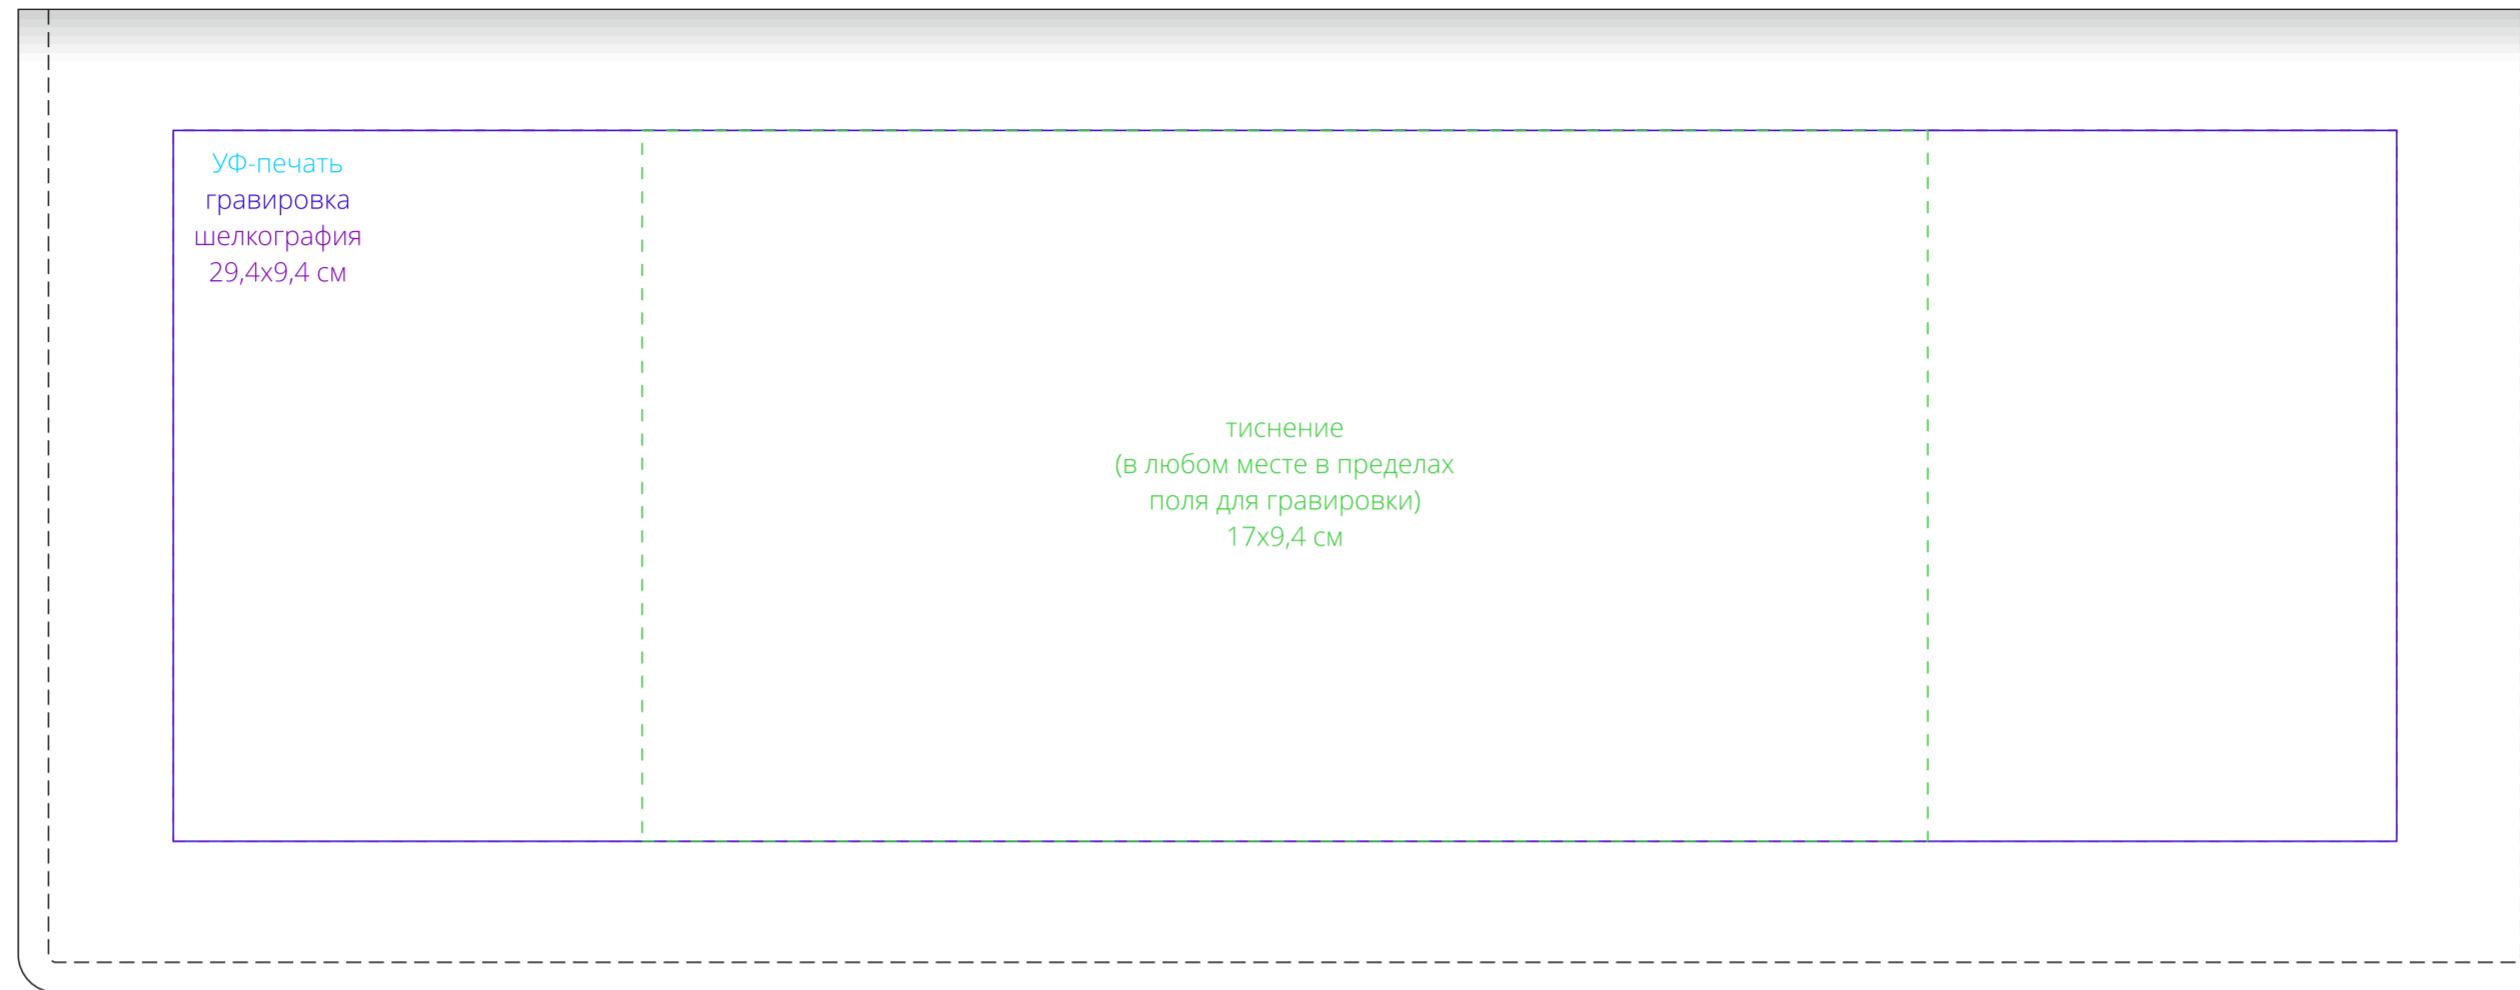 УФ-печать
гравировка
шелкография
29,4х9,4 см
тиснение
(в любом месте в пределах
поля для гравировки)
17х9,4 см